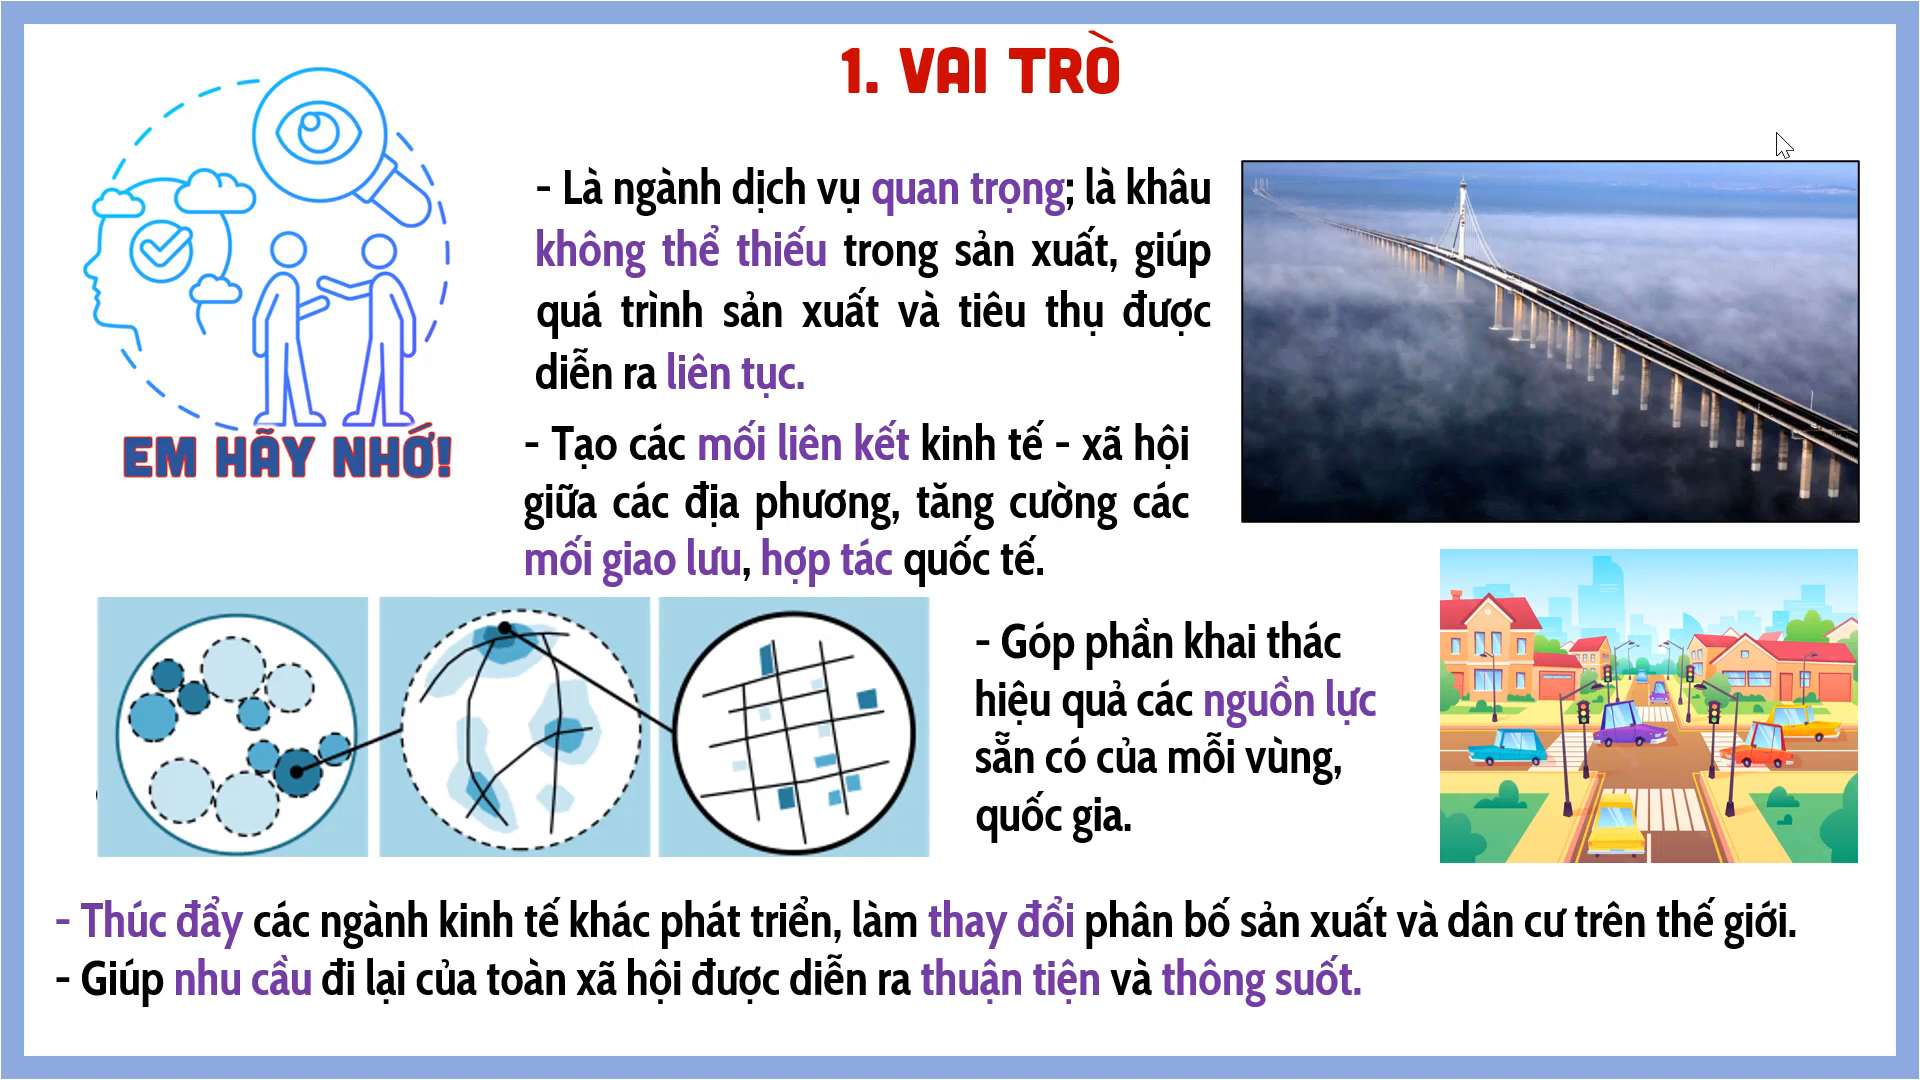 1. VAI TRÒ
- Là ngành dịch vụ quan trọng; là khâu
không thể thiếu trong sản xuất, giúp
quá trình sản xuất và tiêu thụ được
diễn ra liên tục.
EM HÃY NHỚ!
- Tạo các mối liên kết kinh tế - xã hội
giữa các địa phương, tăng cường các
mối giao lưu, hợp tác quốc tế.
- Góp phần khai thác
hiệu quả các nguồn lực
sẵn có của mỗi vùng,
quốc gia.
- Thúc đẩy các ngành kinh tế khác phát triển, làm thay đổi phân bố sản xuất và dân cư trên thế giới.
- Giúp nhu cầu đi lại của toàn xã hội được diễn ra thuận tiện và thông suốt.